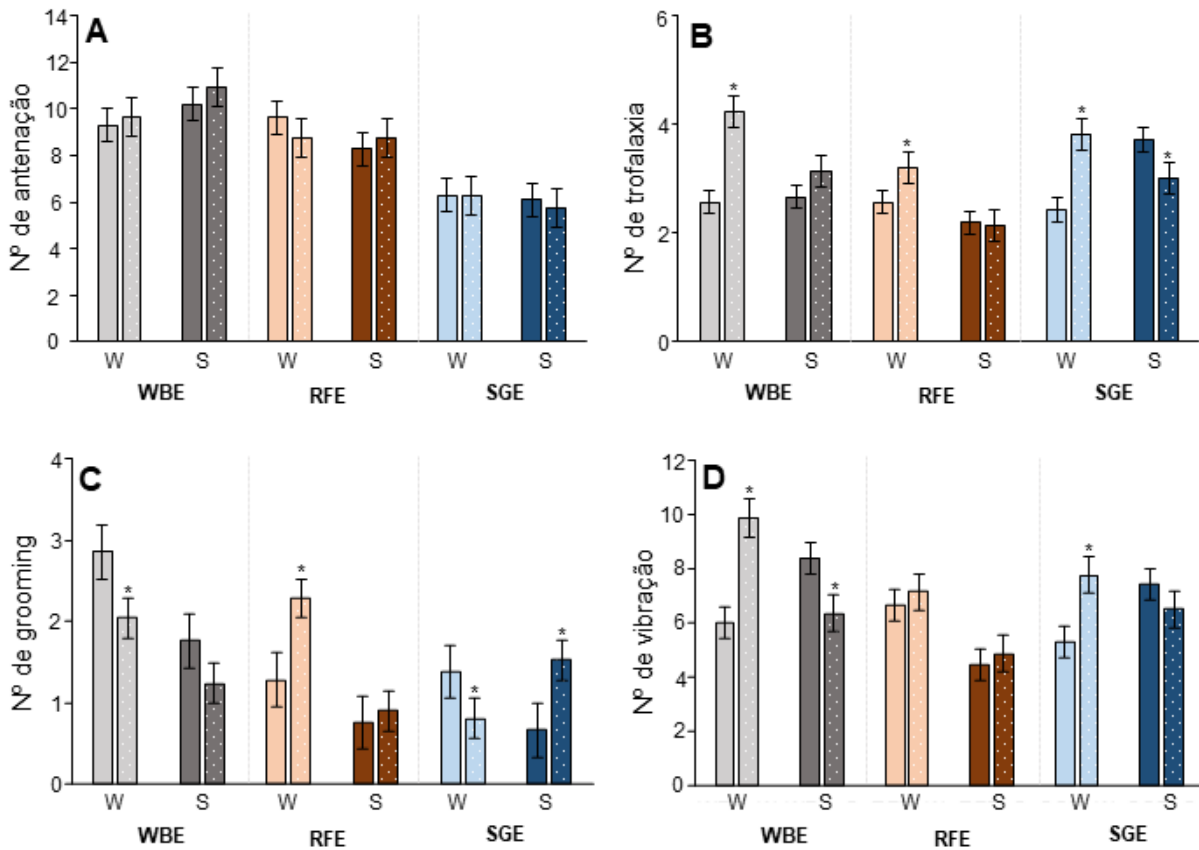 A
Nº de antenação
14
12
10
8
6
4
2
0
W S W S W S
WBE RFE SGE
B
Nº de trofalaxia
6
4
2
0
* * * *
W S W S W S
WBE RFE SGE
C
Nº de grooming
4
3
2
1
0
* * * *
W S W S W S
WBE RFE SGE
D
Nº de vibração
12
10
8
6
4
2
0
* * *
W S W S W S
WBE RFE SGE